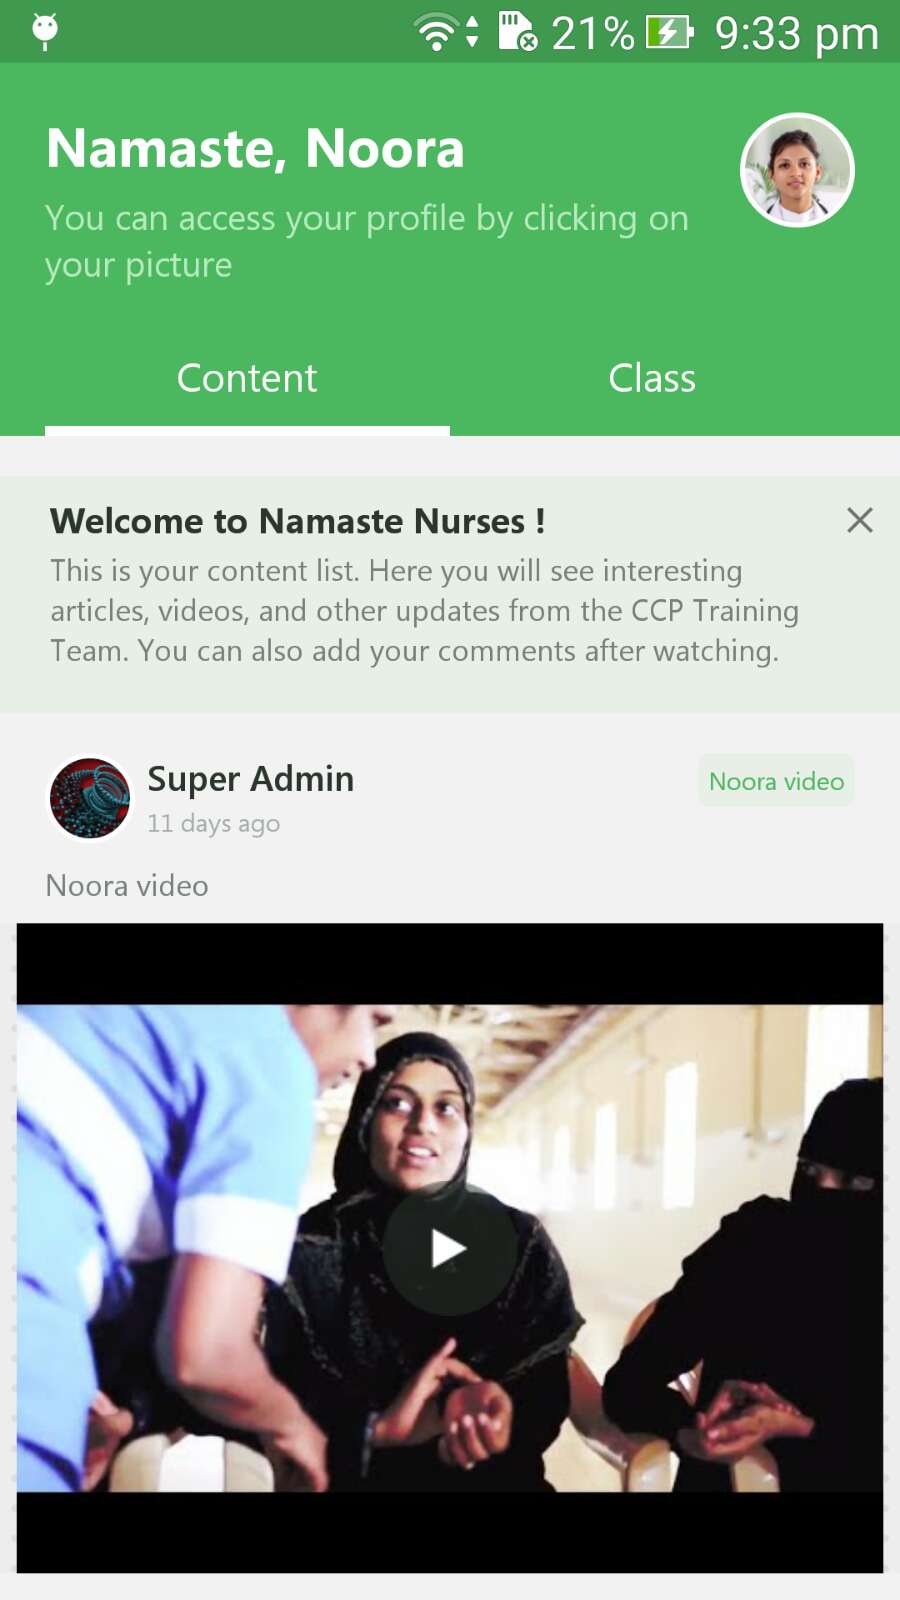 21% 9:33 pm
Namaste, Noora
You can access your profile by clicking on
your picture
Content Class
Welcome to Namaste Nurses !
This is your content list. Here you will see interesting
articles, videos, and other updates from the CCP Training
Team. You can also add your comments after watching.
Super Admin
Noora video
11 days ago
Noora video